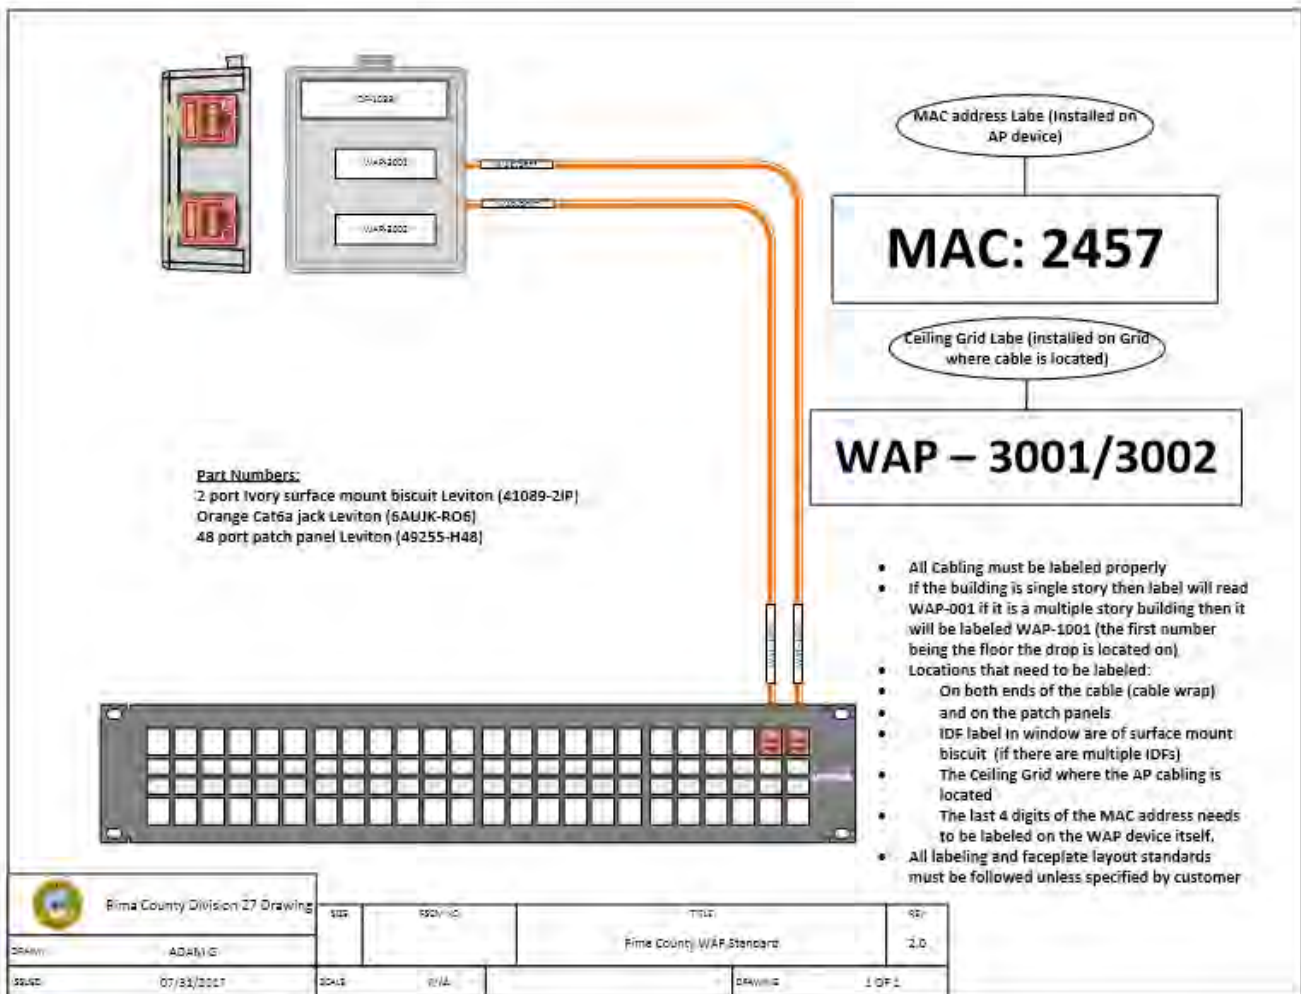 WAP-3002
MAC address Labe (Installed on
AP device)
MAC: 2457
Ceiling Grid Labe (installed on Grid
where cable is located)
WAP – 3001/3002
Part Numbers:
2 port Ivory surface mount biscuit Leviton (41089-2IP)
Orange Cat6a jack Leviton (6AUJK-RO6)
48 port patch panel Leviton (49255-H48)
• All Cabling must be labeled properly
• If the building is single story then label will read
WAP-001 if it is a multiple story building then it
will be labeled WAP-1001 (the first number
being the floor the drop is located on)
• Locations that need to be labeled:
• On both ends of the cable (cable wrap)
• and on the patch panels
• IDF label in window are of surface mount
biscuit (if there are multiple IDFs)
• The Ceiling Grid where the AP cabling is
located
• The last 4 digits of the MAC address needs
to be labeled on the WAP device itself.
• All labeling and faceplate layout standards
must be followed unless specified by customer
Pima County Division 27 Drawing
SIZE
FSCM NO.
TITLE
REV
DRAWN
ADAM G
Pima County WAP Standard
2.0
ISSUED
07/31/2017
SCALE
N/A
DRAWING
1 OF 1